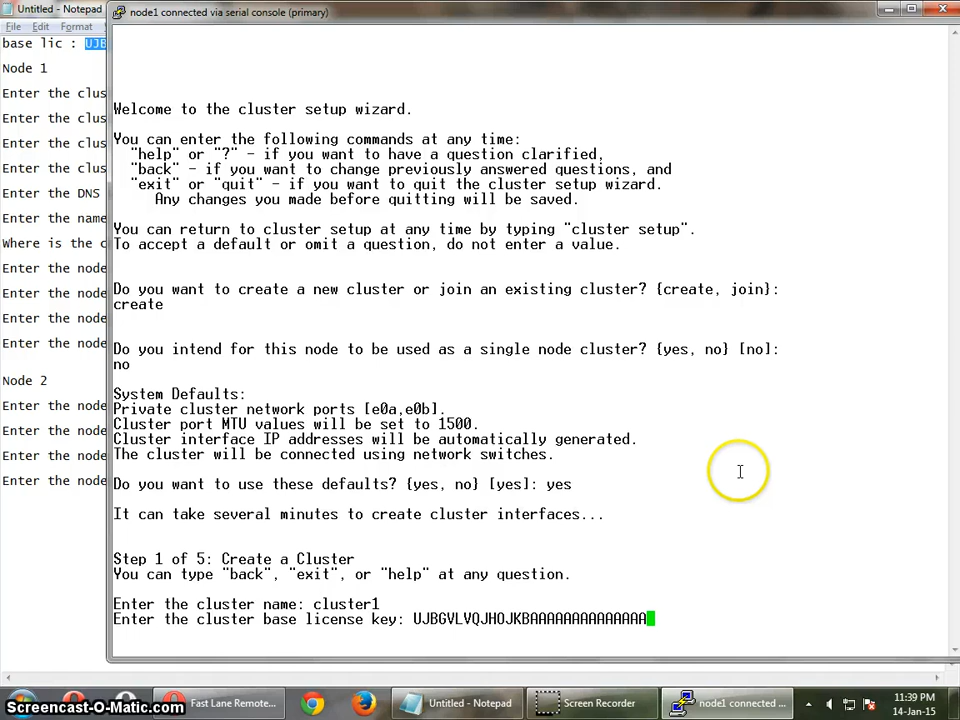 Untitled - Notepad
File Edit Format
base lic : UJB
Node 1
Enter the clus
Enter the clus
Enter the clus
Enter the clus
Enter the DNS
Enter the name
Where is the c
Enter the node
Enter the node
Enter the node
Enter the node
Node 2
Enter the node
Enter the node
Enter the node
Enter the node
node1 connected via serial console (primary)
Welcome to the cluster setup wizard.
You can enter the following commands at any time:
"help" or "?" - if you want to have a question clarified,
"back" - if you want to change previously answered questions, and
"exit" or "quit" - if you want to quit the cluster setup wizard.
Any changes you made before quitting will be saved.
You can return to cluster setup at any time by typing "cluster setup".
To accept a default or omit a question, do not enter a value.
Do you want to create a new cluster or join an existing cluster? {create, join}:
create
Do you intend for this node to be used as a single node cluster? {yes, no} [no]:
no
System Defaults:
Private cluster network ports [e0a,e0b].
Cluster port MTU values will be set to 1500.
Cluster interface IP addresses will be automatically generated.
The cluster will be connected using network switches.
Do you want to use these defaults? {yes, no} [yes]: yes
It can take several minutes to create cluster interfaces...
Step 1 of 5: Create a Cluster
You can type "back", "exit", or "help" at any question.
Enter the cluster name: cluster1
Enter the cluster base license key: UJBGVLVQJHOJKBAAAAAAAAAAAAAA
Fast Lane Remote...
Untitled - Notepad
Screen Recorder
node1 connected ...
11:39 PM
14-Jan-15
Screencast-O-Matic.com